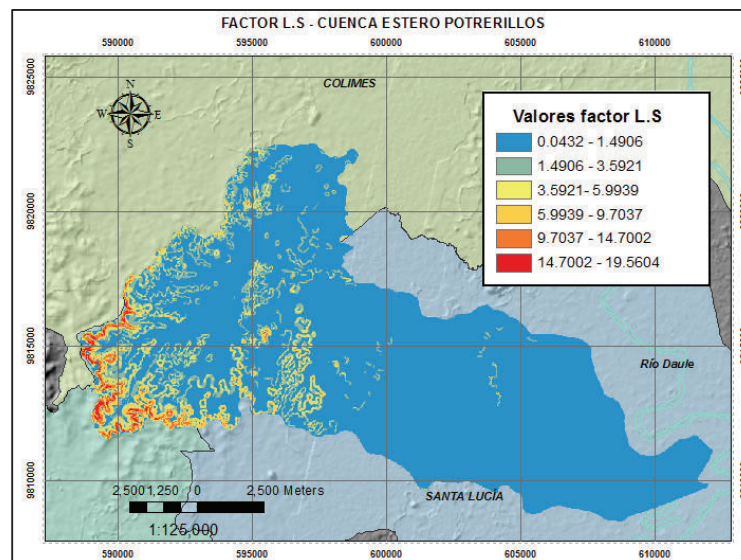 FACTOR L.S - CUENCA ESTERO POTRERILLOS
590000 595000 600000 605000 610000
9825000
9820000
9815000
9810000
COLIMES
N
W E
S
Valores factor L.S
0.0432 - 1.4906
1.4906 - 3.5921
3.5921 - 5.9939
5.9939 - 9.7037
9.7037 - 14.7002
14.7002 - 19.5604
Río Daule
SANTA LUCÍA
2,500 1,250 0 2,500 Meters
1:125,000
590000 595000 600000 605000 610000